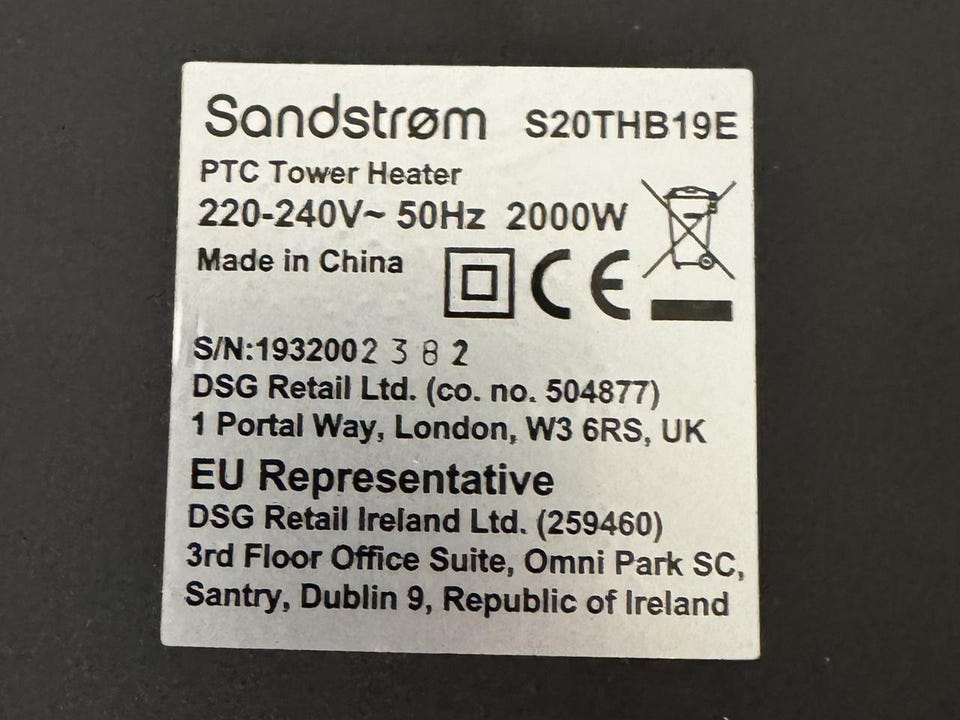 Sandstrøm S20THB19E
PTC Tower Heater
220-240V~ 50Hz 2000W
Made in China
CE
S/N:1932002382
DSG Retail Ltd. (co. no. 504877)
1 Portal Way, London, W3 6RS, UK
EU Representative
DSG Retail Ireland Ltd. (259460)
3rd Floor Office Suite, Omni Park SC,
Santry, Dublin 9, Republic of Ireland